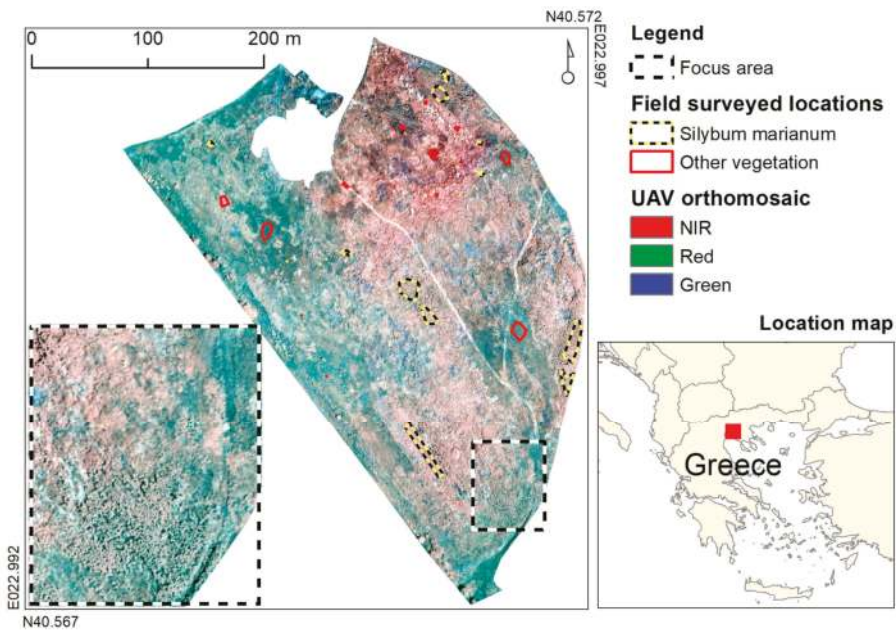 N40.572
E022.997
0 100 200 m
Legend
Focus area
Field surveyed locations
Silybum marianum
Other vegetation
UAV orthomosaic
NIR
Red
Green
Location map
Greece
E022.992
N40.567